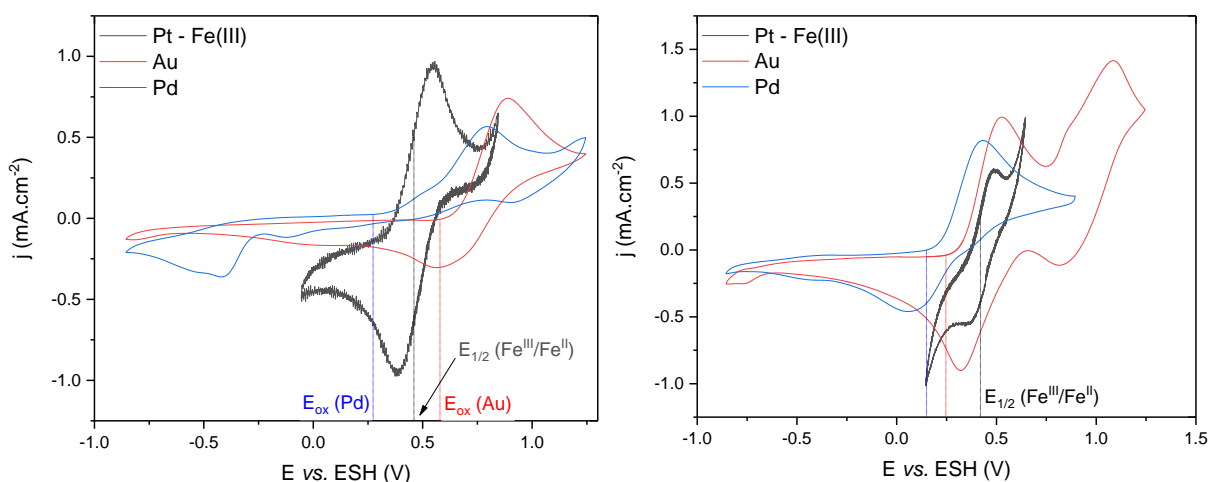 Pt - Fe(III)
Au
Pd
1.0
0.5
0.0
-0.5
-1.0
j (mA.cm-2)
E1/2 (FeIII/FeII)
Eox (Pd)
Eox (Au)
-1.0
-0.5
0.0
0.5
1.0
E vs. ESH (V)
Pt - Fe(III)
Au
Pd
1.5
1.0
0.5
0.0
-0.5
-1.0
j (mA.cm-2)
E1/2 (FeIII/FeII)
-1.0
-0.5
0.0
0.5
1.0
1.5
E vs. ESH (V)